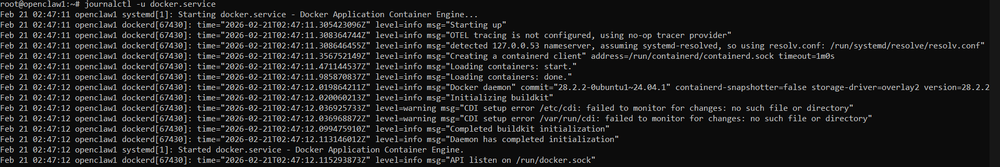 root@openclaw1:~# journalctl -u docker.service
Feb 21 02:47:11 openclaw1 systemd[1]: Starting docker.service - Docker Application Container Engine...
Feb 21 02:47:11 openclaw1 dockerd[67430]: time="2026-02-21T02:47:11.305423096Z" level=info msg="Starting up"
Feb 21 02:47:11 openclaw1 dockerd[67430]: time="2026-02-21T02:47:11.308364744Z" level=info msg="OTEL tracing is not configured, using no-op tracer provider"
Feb 21 02:47:11 openclaw1 dockerd[67430]: time="2026-02-21T02:47:11.308646455Z" level=info msg="detected 127.0.0.53 nameserver, assuming systemd-resolved, so using resolv.conf: /run/systemd/resolve/resolv.conf"
Feb 21 02:47:11 openclaw1 dockerd[67430]: time="2026-02-21T02:47:11.356752149Z" level=info msg="Creating a containerd client" address=/run/containerd/containerd.sock timeout=1m0s
Feb 21 02:47:11 openclaw1 dockerd[67430]: time="2026-02-21T02:47:11.471144537Z" level=info msg="Loading containers: start."
Feb 21 02:47:11 openclaw1 dockerd[67430]: time="2026-02-21T02:47:11.985870837Z" level=info msg="Loading containers: done."
Feb 21 02:47:12 openclaw1 dockerd[67430]: time="2026-02-21T02:47:12.019864211Z" level=info msg="Docker daemon" commit="28.2.2-0ubuntu1~24.04.1" containerd-snapshotter=false storage-driver=overlay2 version=28.2.2
Feb 21 02:47:12 openclaw1 dockerd[67430]: time="2026-02-21T02:47:12.020060213Z" level=info msg="Initializing buildkit"
Feb 21 02:47:12 openclaw1 dockerd[67430]: time="2026-02-21T02:47:12.036925733Z" level=warning msg="CDI setup error /etc/cdi: failed to monitor for changes: no such file or directory"
Feb 21 02:47:12 openclaw1 dockerd[67430]: time="2026-02-21T02:47:12.036968872Z" level=warning msg="CDI setup error /var/run/cdi: failed to monitor for changes: no such file or directory"
Feb 21 02:47:12 openclaw1 dockerd[67430]: time="2026-02-21T02:47:12.099475910Z" level=info msg="Completed buildkit initialization"
Feb 21 02:47:12 openclaw1 dockerd[67430]: time="2026-02-21T02:47:12.113146012Z" level=info msg="Daemon has completed initialization"
Feb 21 02:47:12 openclaw1 systemd[1]: Started docker.service - Docker Application Container Engine.
Feb 21 02:47:12 openclaw1 dockerd[67430]: time="2026-02-21T02:47:12.115293873Z" level=info msg="API listen on /run/docker.sock"